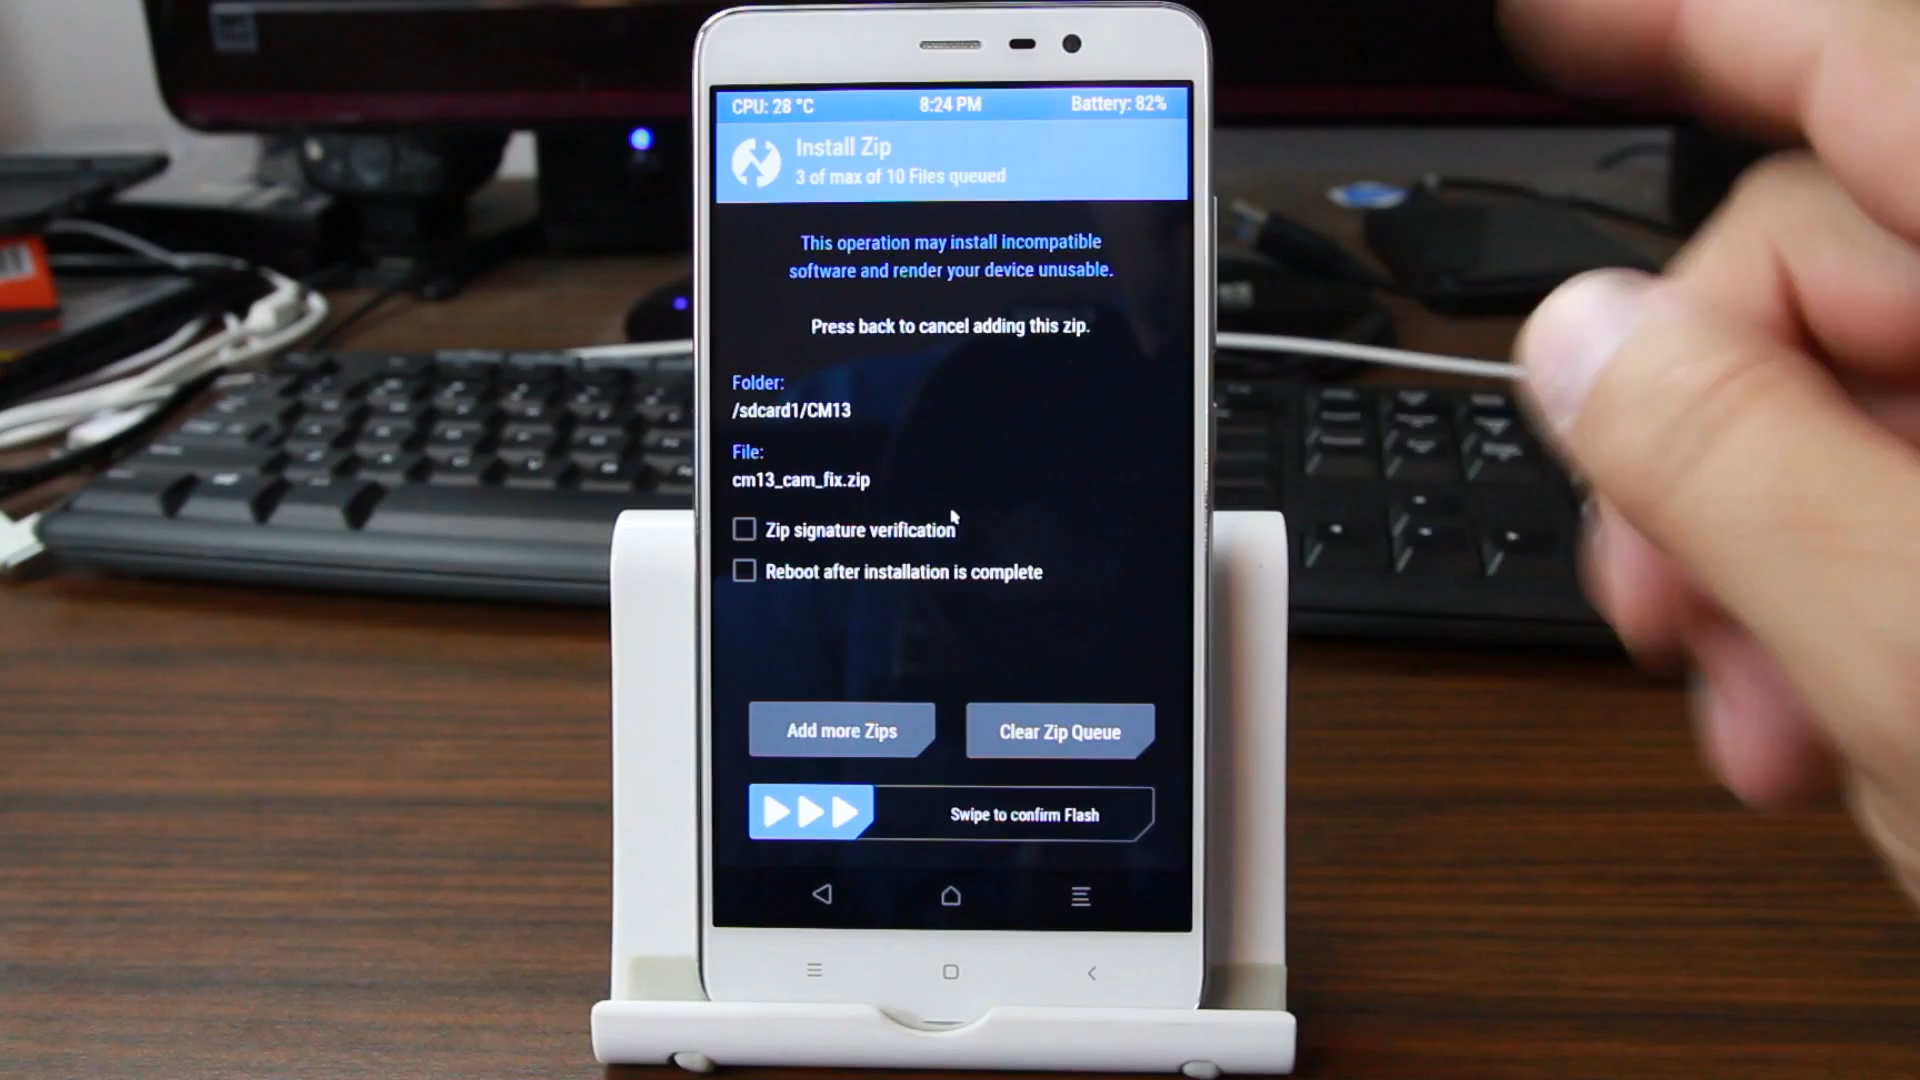 CPU: 28 °C 8:24 PM Battery: 82%
Install Zip
3 of max of 10 Files queued
This operation may install incompatible
software and render your device unusable.
Press back to cancel adding this zip.
Folder:
/sdcard1/CM13
File:
cm13_cam_fix.zip
Zip signature verification
Reboot after installation is complete
Add more Zips Clear Zip Queue
Swipe to confirm Flash